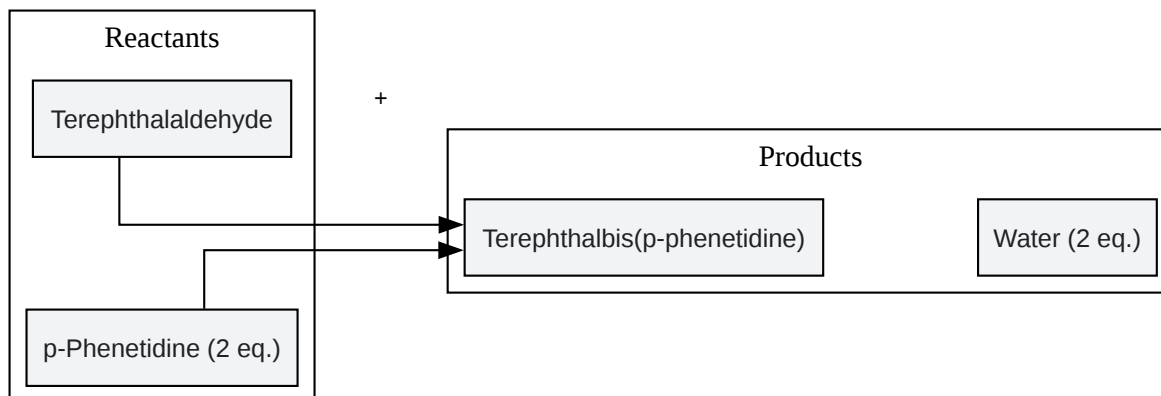 Reactants
Terephthalaldehyde
+
Products
Terephthalbis(p-phenetidine)
Water (2 eq.)
p-Phenetidine (2 eq.)